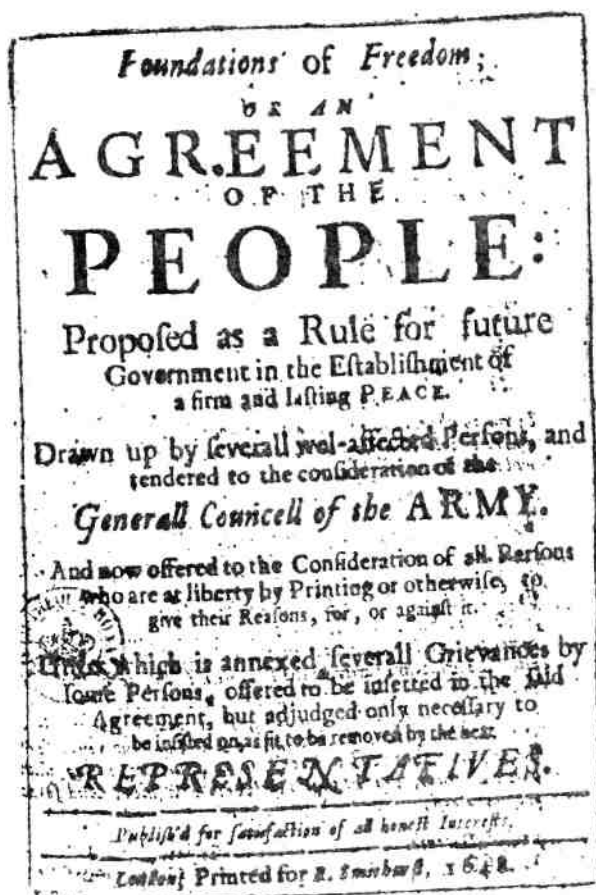 Foundations of Freedom;
OR AN
AGREEMENT
OF THE
PEOPLE:
Propoſed as a Rule for future
Government in the Eſtabliſhment of
a firm and laſting PEACE.
Drawn up by ſeverall wel-affected Perſons, and
tendered to the conſideration of the
Generall Councell of the ARMY.
And now offered to the Conſideration of all Perſons
who are at liberty by Printing or otherwiſe, to
give their Reaſons, for, or againſt it.
Unto which is annexed ſeverall Grievances by
ſome Perſons, offered to be inſerted in the ſaid
Agreement, but adjudged only neceſſary to
be inſiſted on, as fit to be removed by the next
REPRESENTATIVES.
Publiſh'd for ſatisfaction of all honeſt Intereſts.
London, Printed for R. Smithurſt, 1648.